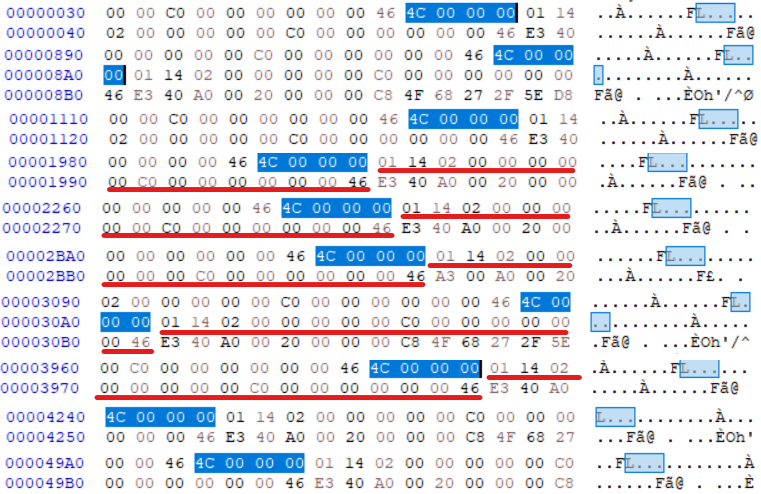 00000030 00 00 C0 00 00 00 00 00 00 46 4C 00 00 00 01 14 ..À......FL.....
00000040 02 00 00 00 00 00 C0 00 00 00 00 00 00 46 E3 40 ......À......Fã@
00000890 00 00 00 00 00 C0 00 00 00 00 00 00 46 4C 00 00 .....À......FL..
000008A0 00 01 14 02 00 00 00 00 00 C0 00 00 00 00 00 00 .........À......
000008B0 46 E3 40 A0 00 20 00 00 00 C8 4F 68 27 2F 5E D8 Fã@ . ...ÈOh'/^Ø
00001110 00 00 C0 00 00 00 00 00 00 46 4C 00 00 00 01 14 ..À......FL.....
00001120 02 00 00 00 00 00 C0 00 00 00 00 00 00 46 E3 40 ......À......Fã@
00001980 00 00 00 00 46 4C 00 00 00 01 14 02 00 00 00 00 ....FL..........
00001990 00 C0 00 00 00 00 00 00 46 E3 40 A0 00 20 00 00 .À......Fã@ . ..
00002260 00 00 00 00 00 46 4C 00 00 00 01 14 02 00 00 00 .....FL.........
00002270 00 00 C0 00 00 00 00 00 00 46 E3 40 A0 00 20 00 ..À......Fã@ . .
00002BA0 00 00 00 00 00 00 46 4C 00 00 00 01 14 02 00 00 ......FL........
00002BB0 00 00 00 C0 00 00 00 00 00 00 46 A3 00 A0 00 20 ...À......F£. .
00003090 02 00 00 00 00 00 C0 00 00 00 00 00 00 46 4C 00 ......À......FL.
000030A0 00 00 01 14 02 00 00 00 00 00 C0 00 00 00 00 00 ..........À.....
000030B0 00 46 E3 40 A0 00 20 00 00 00 C8 4F 68 27 2F 5E .Fã@ . ...ÈOh'/^
00003960 00 C0 00 00 00 00 00 00 46 4C 00 00 00 01 14 02 .À......FL......
00003970 00 00 00 00 00 C0 00 00 00 00 00 00 46 E3 40 A0 .....À......Fã@
00004240 4C 00 00 00 01 14 02 00 00 00 00 00 C0 00 00 00 L...........À...
00004250 00 00 00 46 E3 40 A0 00 20 00 00 00 C8 4F 68 27 ...Fã@ . ...ÈOh'
000049A0 00 00 46 4C 00 00 00 01 14 02 00 00 00 00 00 C0 ..FL...........À
000049B0 00 00 00 00 00 00 46 E3 40 A0 00 20 00 00 00 C8 ......Fã@ . ...È